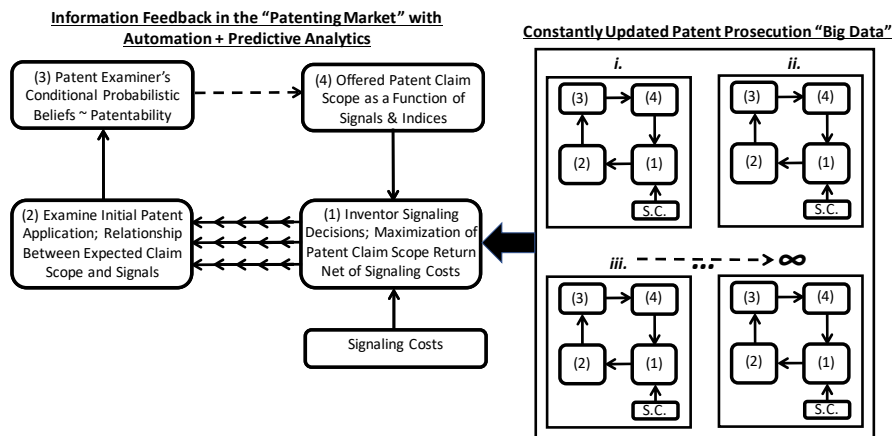 Information Feedback in the “Patenting Market” with
Automation + Predictive Analytics
(3) Patent Examiner’s
Conditional Probabilistic
Beliefs ~ Patentability
(4) Offered Patent Claim
Scope as a Function of
Signals & Indices
(2) Examine Initial Patent
Application; Relationship
Between Expected Claim
Scope and Signals
(1) Inventor Signaling
Decisions; Maximization of
Patent Claim Scope Return
Net of Signaling Costs
Signaling Costs
Constantly Updated Patent Prosecution “Big Data”
i.
(3)
(4)
(2)
(1)
S.C.
ii.
(3)
(4)
(2)
(1)
S.C.
iii.
... ∞
(3)
(4)
(2)
(1)
S.C.
(3)
(4)
(2)
(1)
S.C.